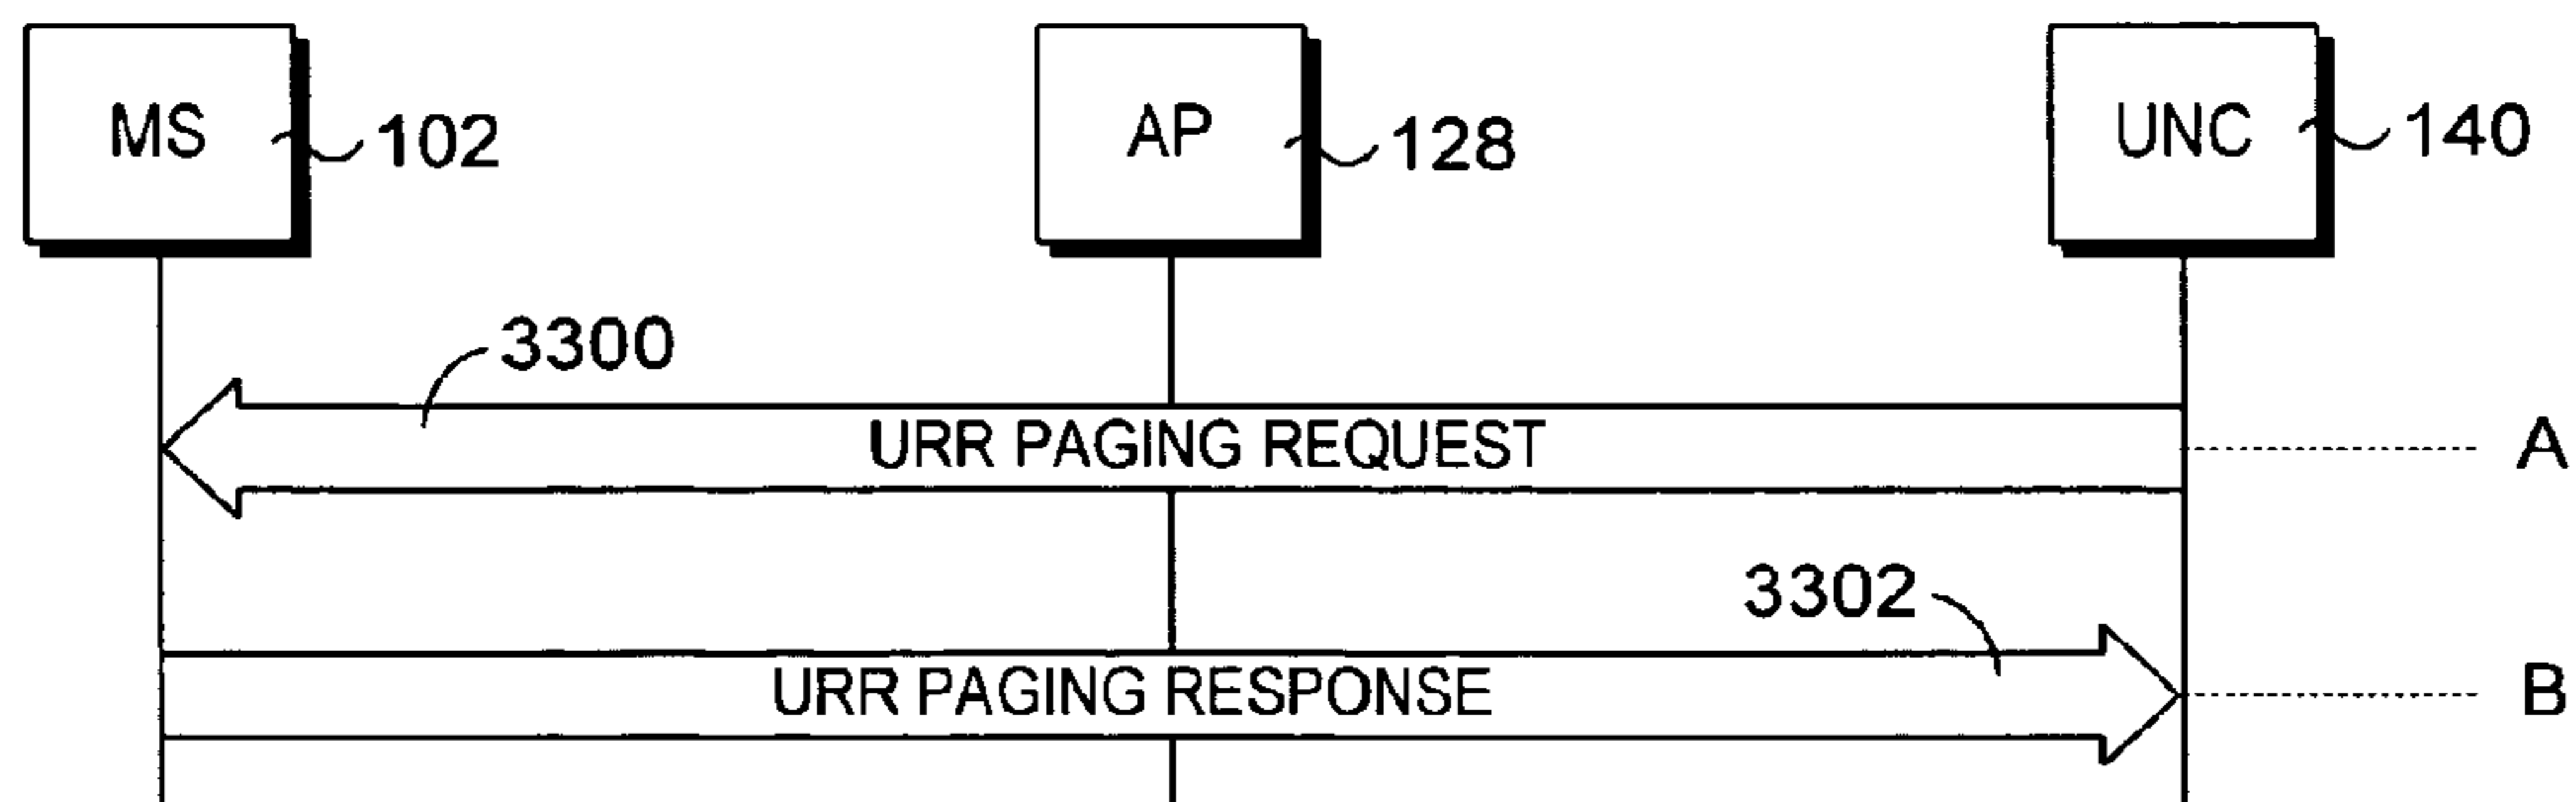 MS 102 AP 128 UNC 140
3300
URR PAGING REQUEST A
3302
URR PAGING RESPONSE B